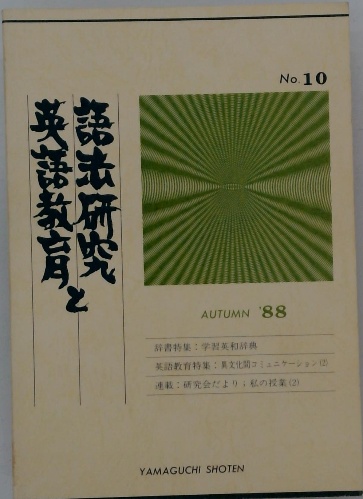 No. 10
語法研究と
英語教育
AUTUMN '88
辞書特集：学習英和辞典
英語教育特集：異文化間コミュニケーション(2)
連載：研究会だより；私の授業(2)
YAMAGUCHI SHOTEN